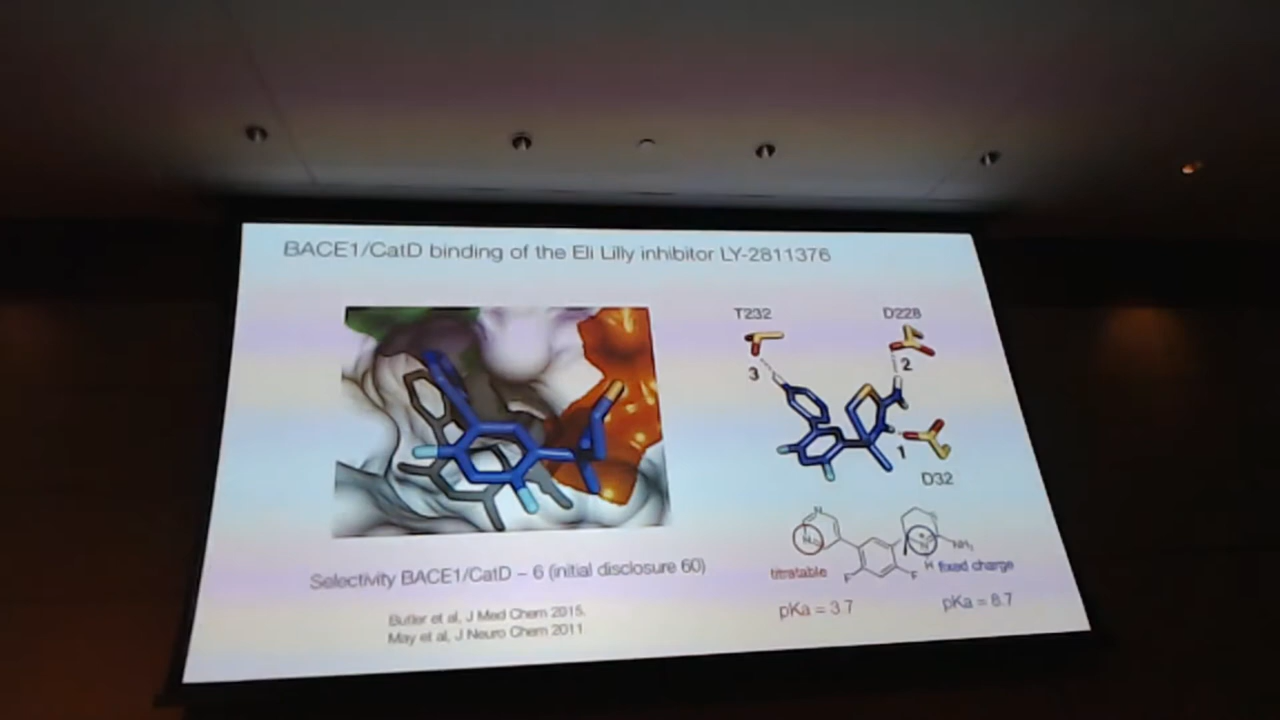 BACE1/CatD binding of the Eli Lilly inhibitor LY-2811376
T232
D228
3
2
1
D32
N
NH₂
H
F
F
titratable
fixed charge
pKa = 3.7
pKa = 8.7
Selectivity BACE1/CatD ~ 6 (initial disclosure 60)
Butler et al, J Med Chem 2015,
May et al, J Neuro Chem 2011